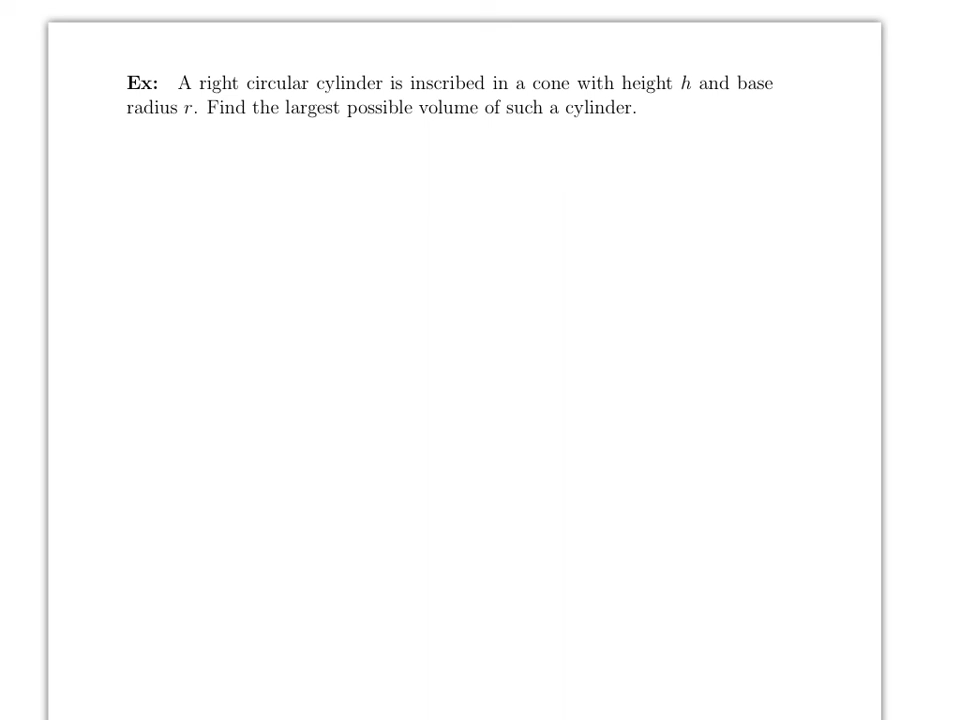 Ex: A right circular cylinder is inscribed in a cone with height h and base
radius r. Find the largest possible volume of such a cylinder.